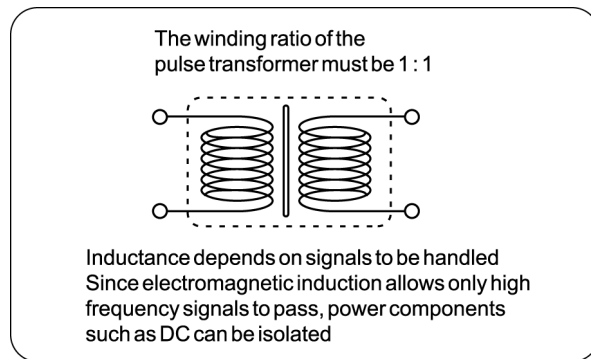 The winding ratio of the
pulse transformer must be 1 : 1
Inductance depends on signals to be handled
Since electromagnetic induction allows only high
frequency signals to pass, power components
such as DC can be isolated